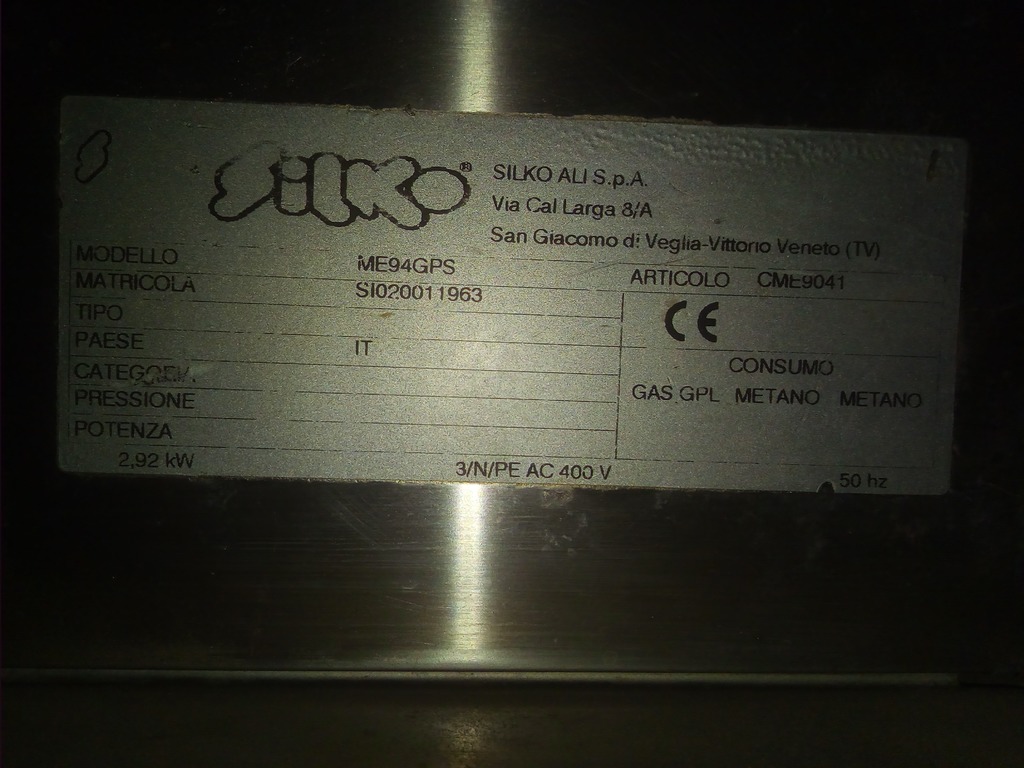 SILKO®
SILKO ALI S.p.A.
Via Cal Larga 8/A
San Giacomo di Veglia-Vittorio Veneto (TV)
MODELLO ME94GPS
ARTICOLO CME9041
MATRICOLA SI020011963
TIPO
CE
PAESE IT
CONSUMO
CATEGORIA
GAS GPL METANO METANO
PRESSIONE
POTENZA
2,92 kW 3/N/PE AC 400 V 50 hz